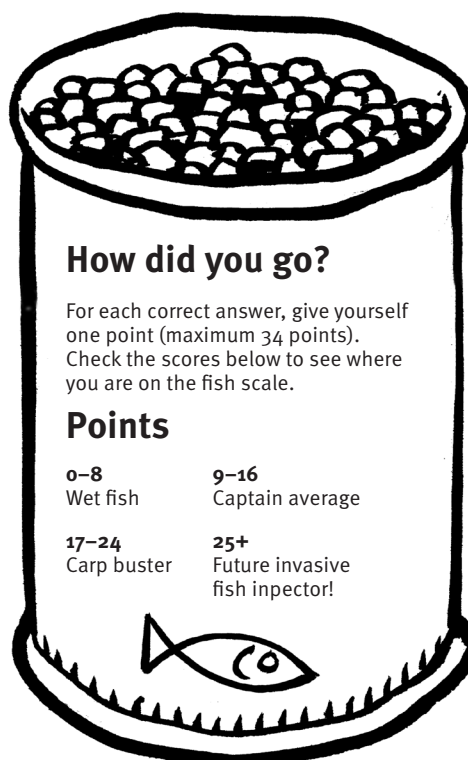 How did you go?
For each correct answer, give yourself
one point (maximum 34 points).
Check the scores below to see where
you are on the fish scale.
Points
0–8
Wet fish
9–16
Captain average
17–24
Carp buster
25+
Future invasive
fish inpector!